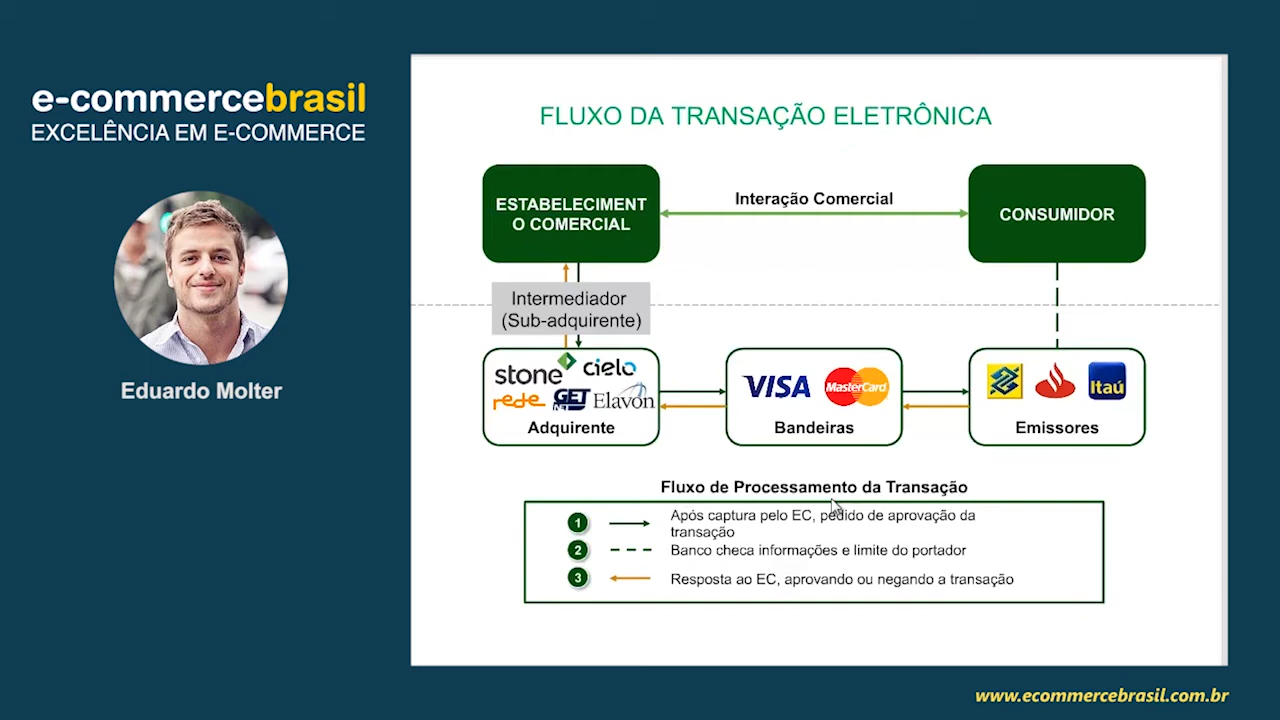 e-commercebrasil
EXCELÊNCIA EM E-COMMERCE
Eduardo Molter
FLUXO DA TRANSAÇÃO ELETRÔNICA
ESTABELECIMENT
O COMERCIAL
Interação Comercial
CONSUMIDOR
Intermediador
(Sub-adquirente)
stone
cielo
rede
GET
NET
Elavon
Adquirente
VISA
MasterCard
Bandeiras
Itaú
Emissores
Fluxo de Processamento da Transação
1
Após captura pelo EC, pedido de aprovação da
transação
2
Banco checa informações e limite do portador
3
Resposta ao EC, aprovando ou negando a transação
www.ecommercebrasil.com.br